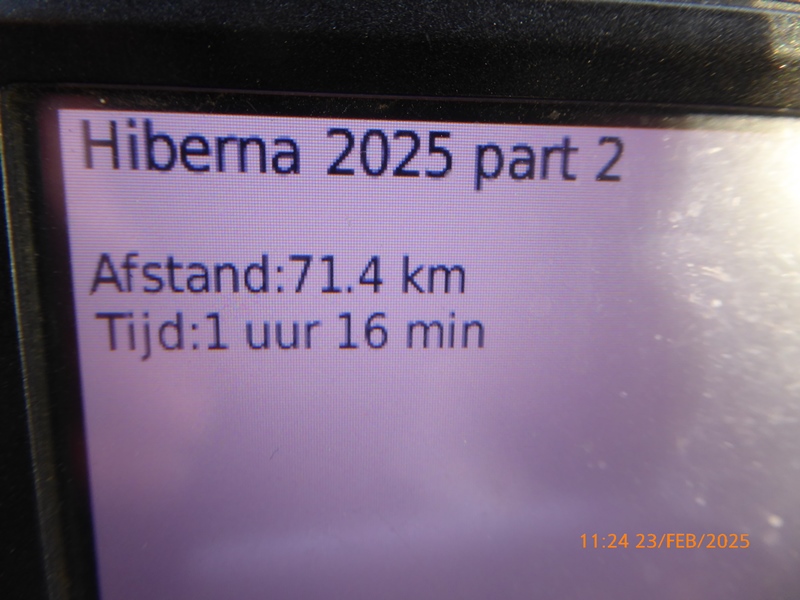 Hiberna 2025 part 2
Afstand:71.4 km
Tijd:1 uur 16 min
11:24 23/FEB/2025